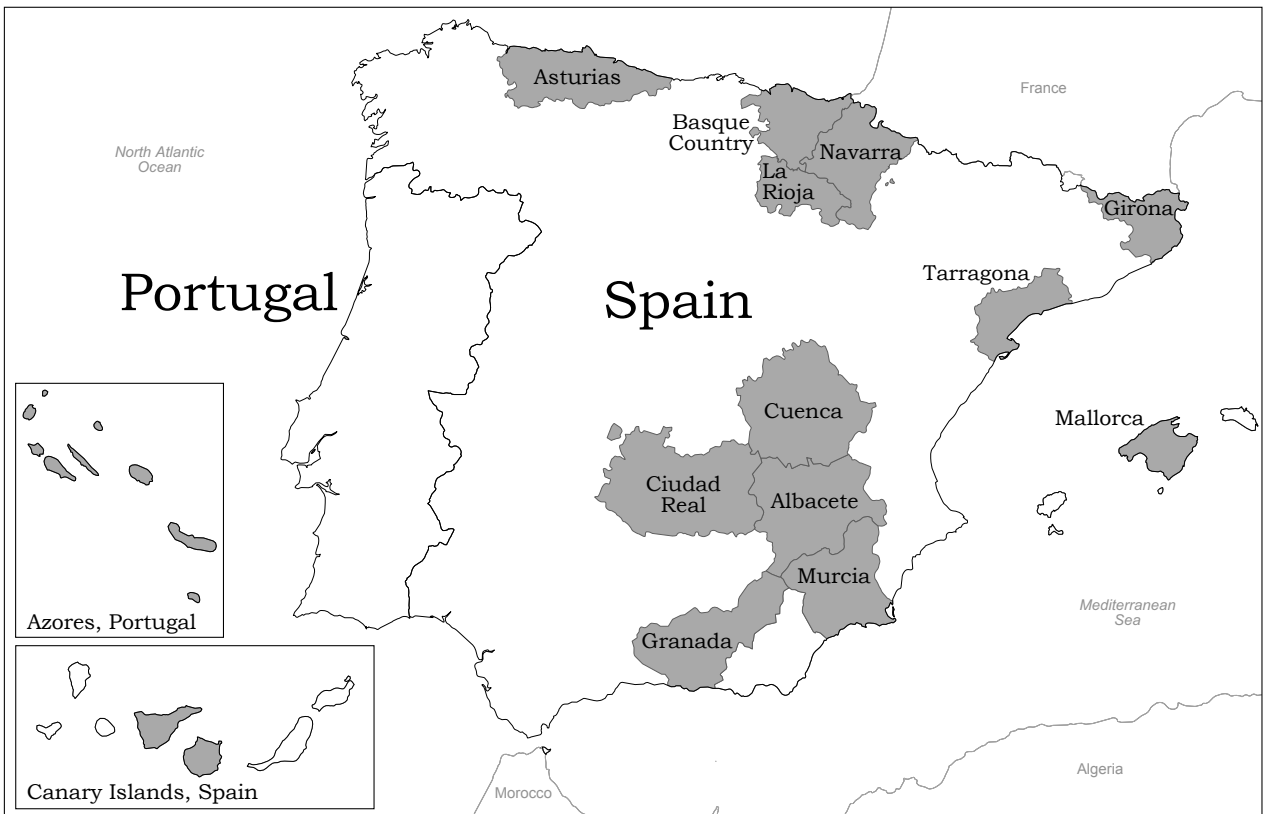 Asturias
France
Basque
Country
Navarra
North Atlantic
Ocean
La
Rioja
Girona
Tarragona
Portugal
Spain
Cuenca
Mallorca
Ciudad
Real
Albacete
Murcia
Mediterranean
Sea
Azores, Portugal
Granada
Algeria
Canary Islands, Spain
Morocco